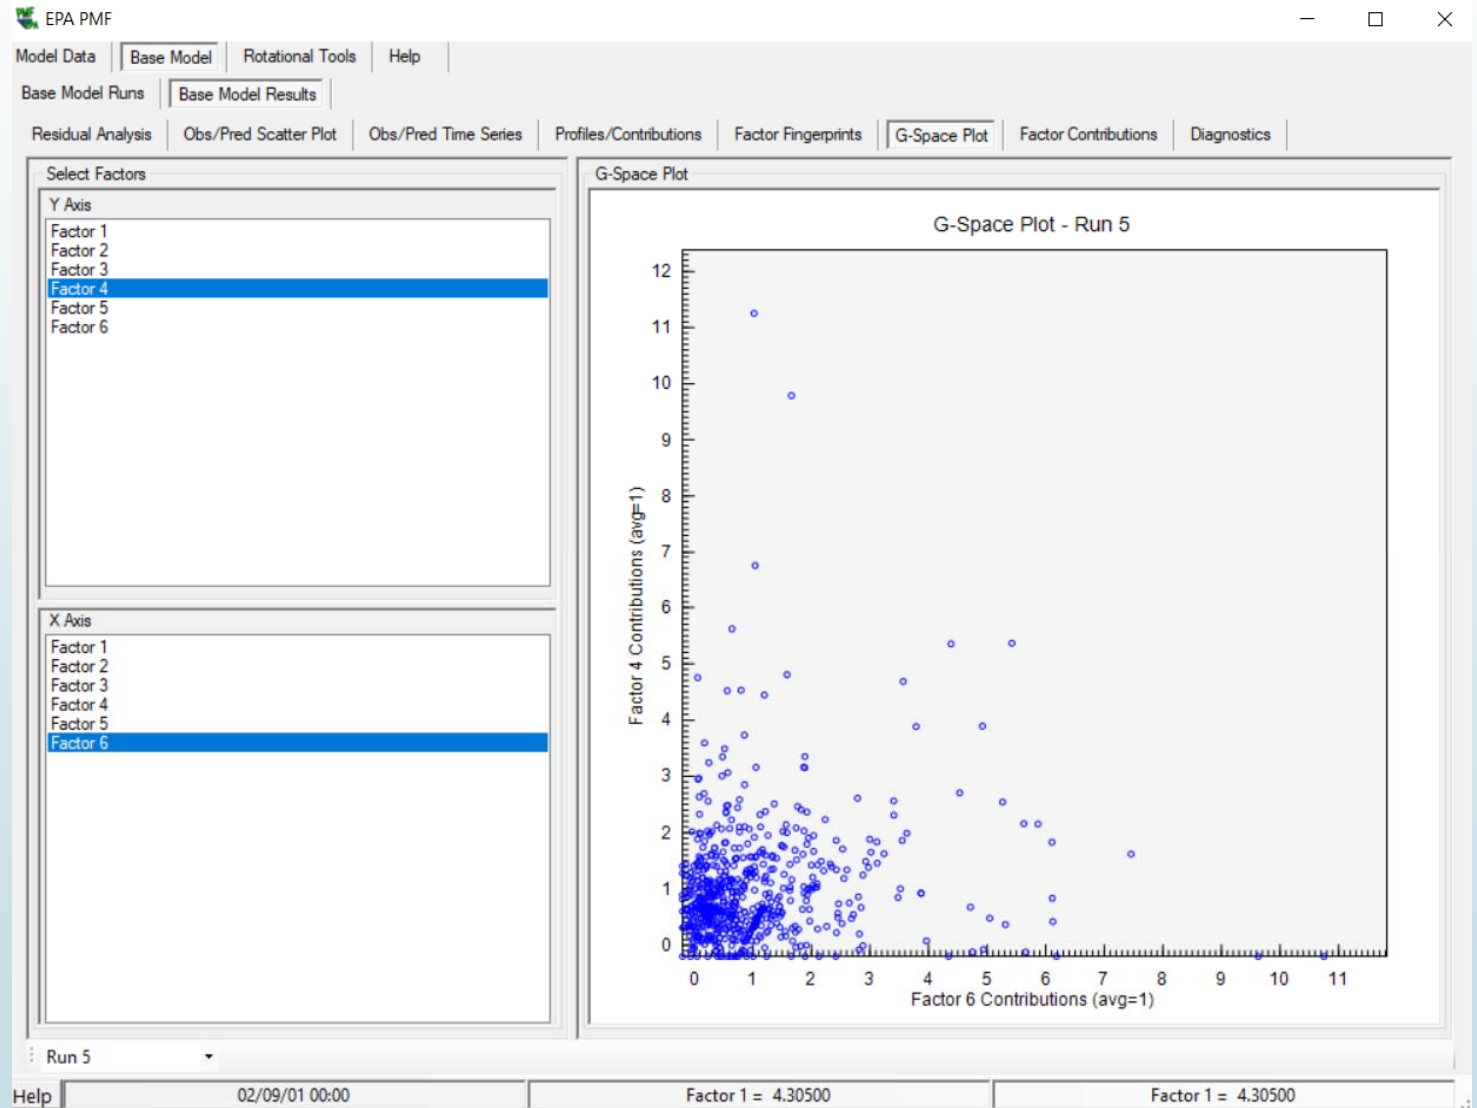 EPA PMF
Model Data Base Model Rotational Tools Help
Base Model Runs Base Model Results
Residual Analysis Obs/Pred Scatter Plot Obs/Pred Time Series Profiles/Contributions Factor Fingerprints G-Space Plot Factor Contributions Diagnostics
Select Factors
Y Axis
Factor 1
Factor 2
Factor 3
Factor 4
Factor 5
Factor 6
X Axis
Factor 1
Factor 2
Factor 3
Factor 4
Factor 5
Factor 6
G-Space Plot
G-Space Plot - Run 5
Factor 4 Contributions (avg=1)
12
11
10
9
8
7
6
5
4
3
2
1
0
0 1 2 3 4 5 6 7 8 9 10 11
Factor 6 Contributions (avg=1)
Run 5
Help 02/09/01 00:00 Factor 1 = 4.30500 Factor 1 = 4.30500